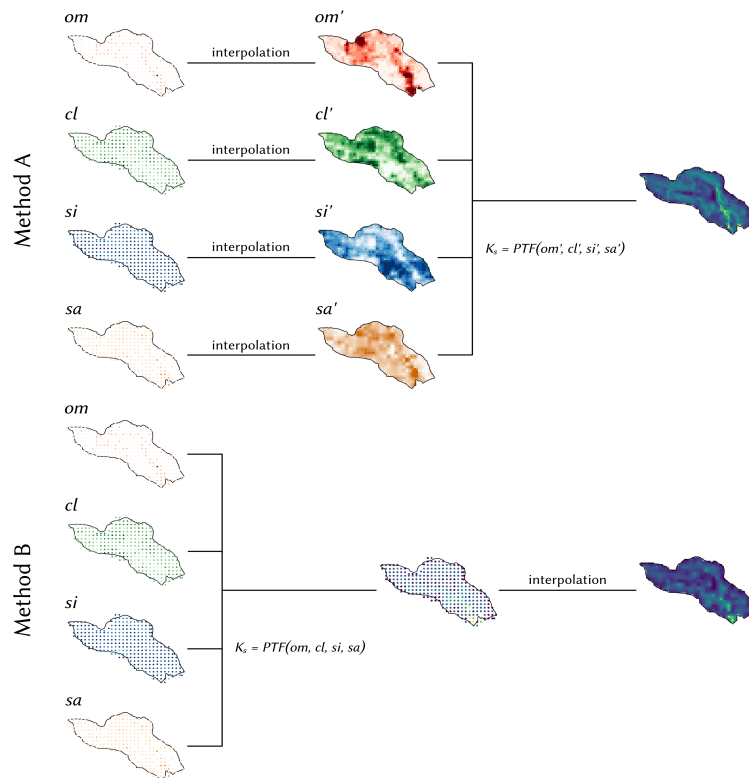 Method A
om
interpolation
om'
cl
interpolation
cl'
si
interpolation
si'
Kₛ = PTF(om', cl', si', sa')
sa
interpolation
sa'
Method B
om
cl
si
Kₛ = PTF(om, cl, si, sa)
sa
interpolation